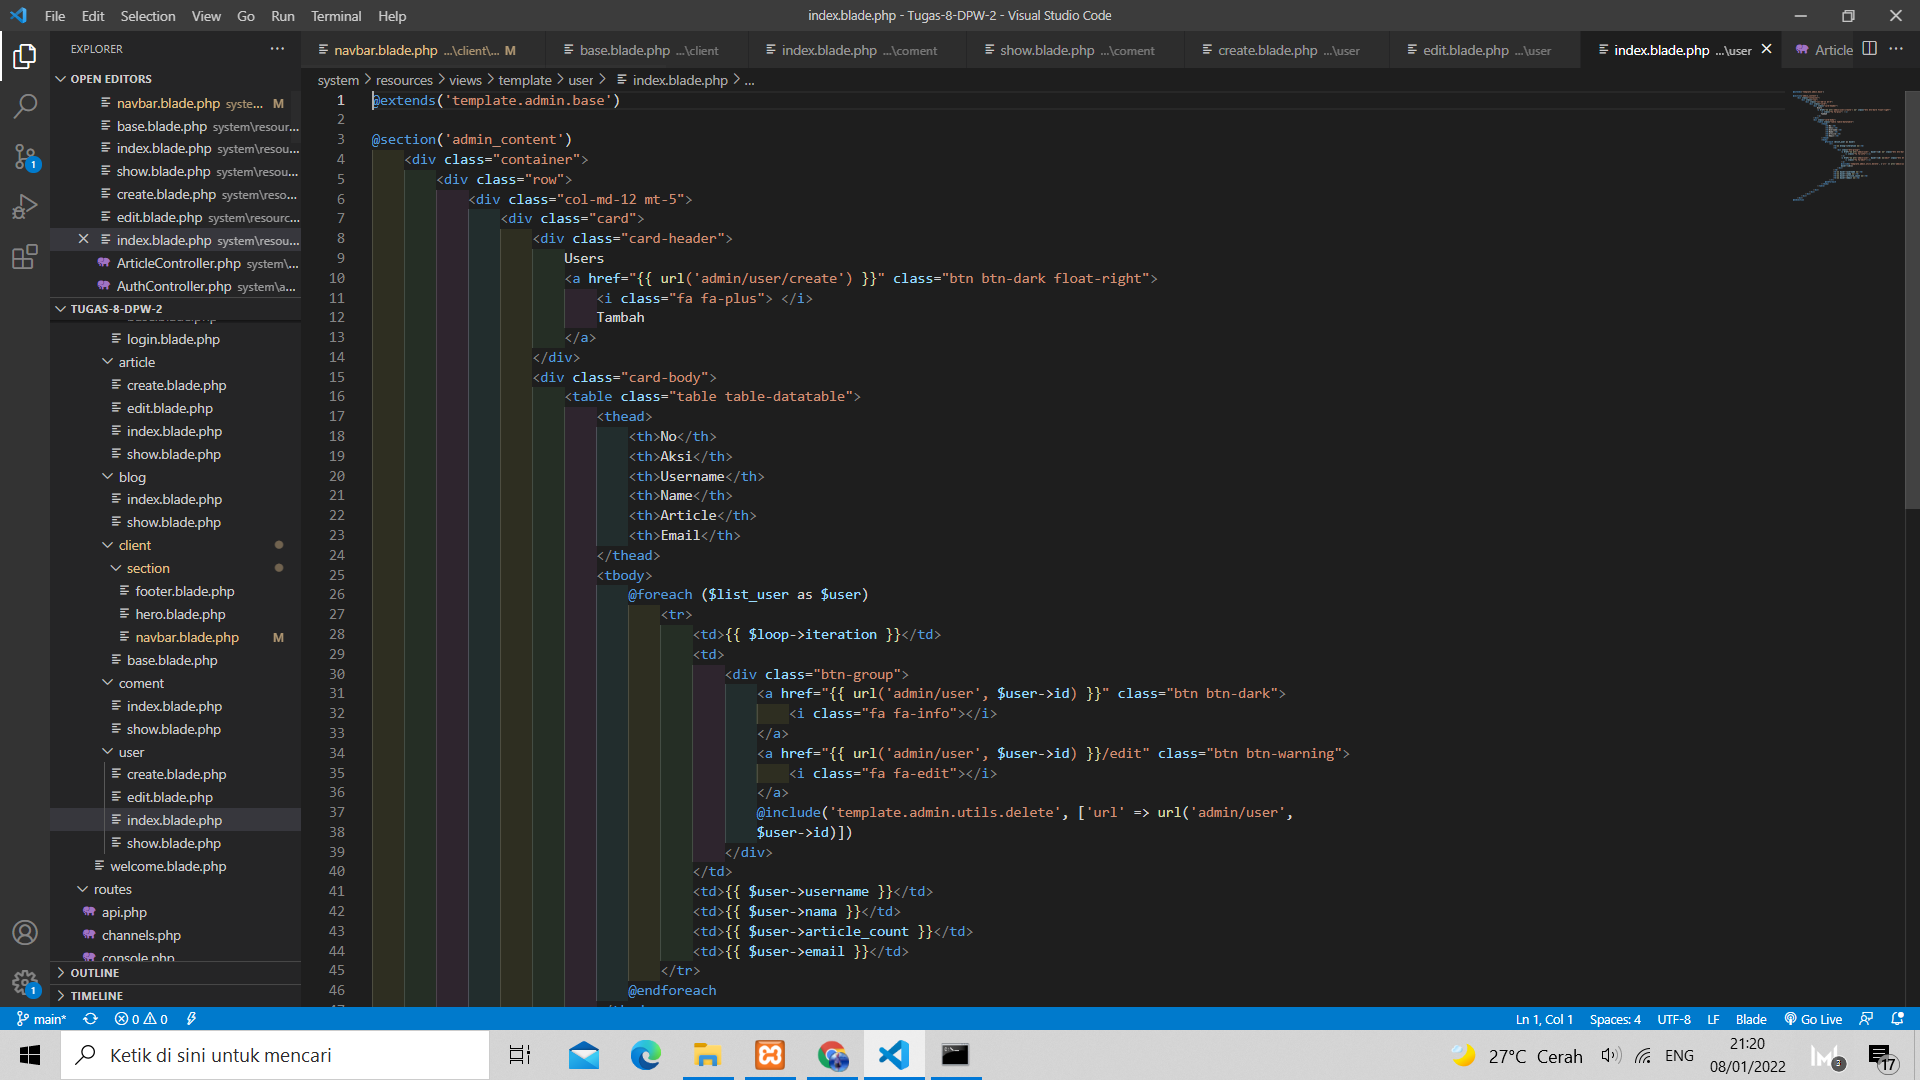 File Edit Selection View Go Run Terminal Help
index.blade.php - Tugas-8-DPW-2 - Visual Studio Code
EXPLORER
navbar.blade.php ...\client\... M
base.blade.php ...\client
index.blade.php ...\coment
show.blade.php ...\coment
create.blade.php ...\user
edit.blade.php ...\user
index.blade.php ...\user
Article
system > resources > views > template > user > index.blade.php > ...
OPEN EDITORS
navbar.blade.php syste... M
base.blade.php system\resour...
index.blade.php system\resou...
show.blade.php system\resou...
create.blade.php system\reso...
edit.blade.php system\resourc...
index.blade.php system\resou...
ArticleController.php system\...
AuthController.php system\a...
TUGAS-8-DPW-2
login.blade.php
article
create.blade.php
edit.blade.php
index.blade.php
show.blade.php
blog
index.blade.php
show.blade.php
client
section
footer.blade.php
hero.blade.php
navbar.blade.php M
base.blade.php
coment
index.blade.php
show.blade.php
user
create.blade.php
edit.blade.php
index.blade.php
show.blade.php
welcome.blade.php
routes
api.php
channels.php
console.php
OUTLINE
TIMELINE
1
1
1 @extends('template.admin.base')
2
3 @section('admin_content')
4 <div class="container">
5 <div class="row">
6 <div class="col-md-12 mt-5">
7 <div class="card">
8 <div class="card-header">
9 Users
10 <a href="{{ url('admin/user/create') }}" class="btn btn-dark float-right">
11 <i class="fa fa-plus"> </i>
12 Tambah
13 </a>
14 </div>
15 <div class="card-body">
16 <table class="table table-datatable">
17 <thead>
18 <th>No</th>
19 <th>Aksi</th>
20 <th>Username</th>
21 <th>Name</th>
22 <th>Article</th>
23 <th>Email</th>
24 </thead>
25 <tbody>
26 @foreach ($list_user as $user)
27 <tr>
28 <td>{{ $loop->iteration }}</td>
29 <td>
30 <div class="btn-group">
31 <a href="{{ url('admin/user', $user->id) }}" class="btn btn-dark">
32 <i class="fa fa-info"></i>
33 </a>
34 <a href="{{ url('admin/user', $user->id) }}/edit" class="btn btn-warning">
35 <i class="fa fa-edit"></i>
36 </a>
37 @include('template.admin.utils.delete', ['url' => url('admin/user',
38 $user->id)])
39 </div>
40 </td>
41 <td>{{ $user->username }}</td>
42 <td>{{ $user->nama }}</td>
43 <td>{{ $user->article_count }}</td>
44 <td>{{ $user->email }}</td>
45 </tr>
46 @endforeach
main* 0 0
Ln 1, Col 1 Spaces: 4 UTF-8 LF Blade Go Live
Ketik di sini untuk mencari
27°C Cerah ENG
21:20
08/01/2022
3
17